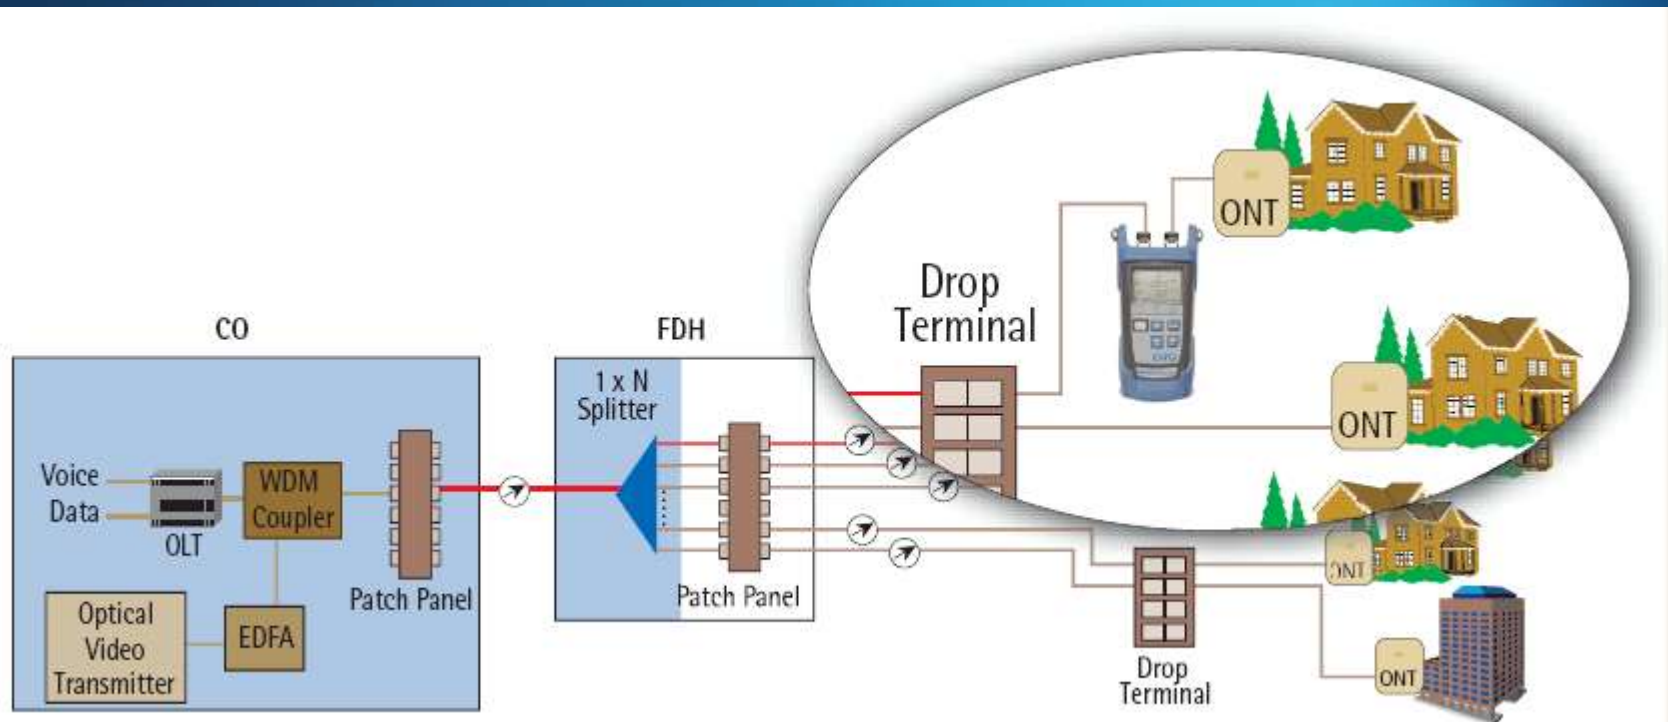 ONT
Drop
Terminal
CO
FDH
1 x N
Splitter
ONT
Voice
Data
OLT
WDM
Coupler
Patch Panel
Patch Panel
Optical
Video
Transmitter
EDFA
ONT
Drop
Terminal
ONT